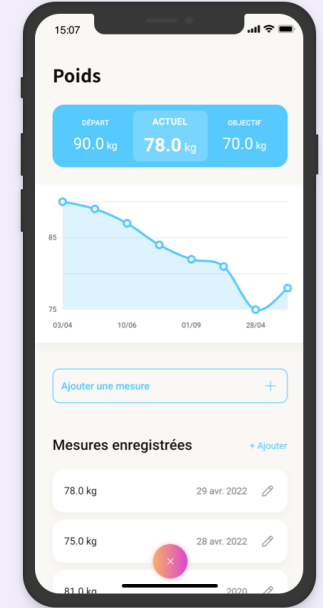 15:07
Poids
DÉPART ACTUEL OBJECTIF
90.0 kg 78.0 kg 70.0 kg
85
75
03/04 10/06 01/09 28/04
Ajouter une mesure +
Mesures enregistrées + Ajouter
78.0 kg 29 avr. 2022
75.0 kg 28 avr. 2022
81.0 kg 2020